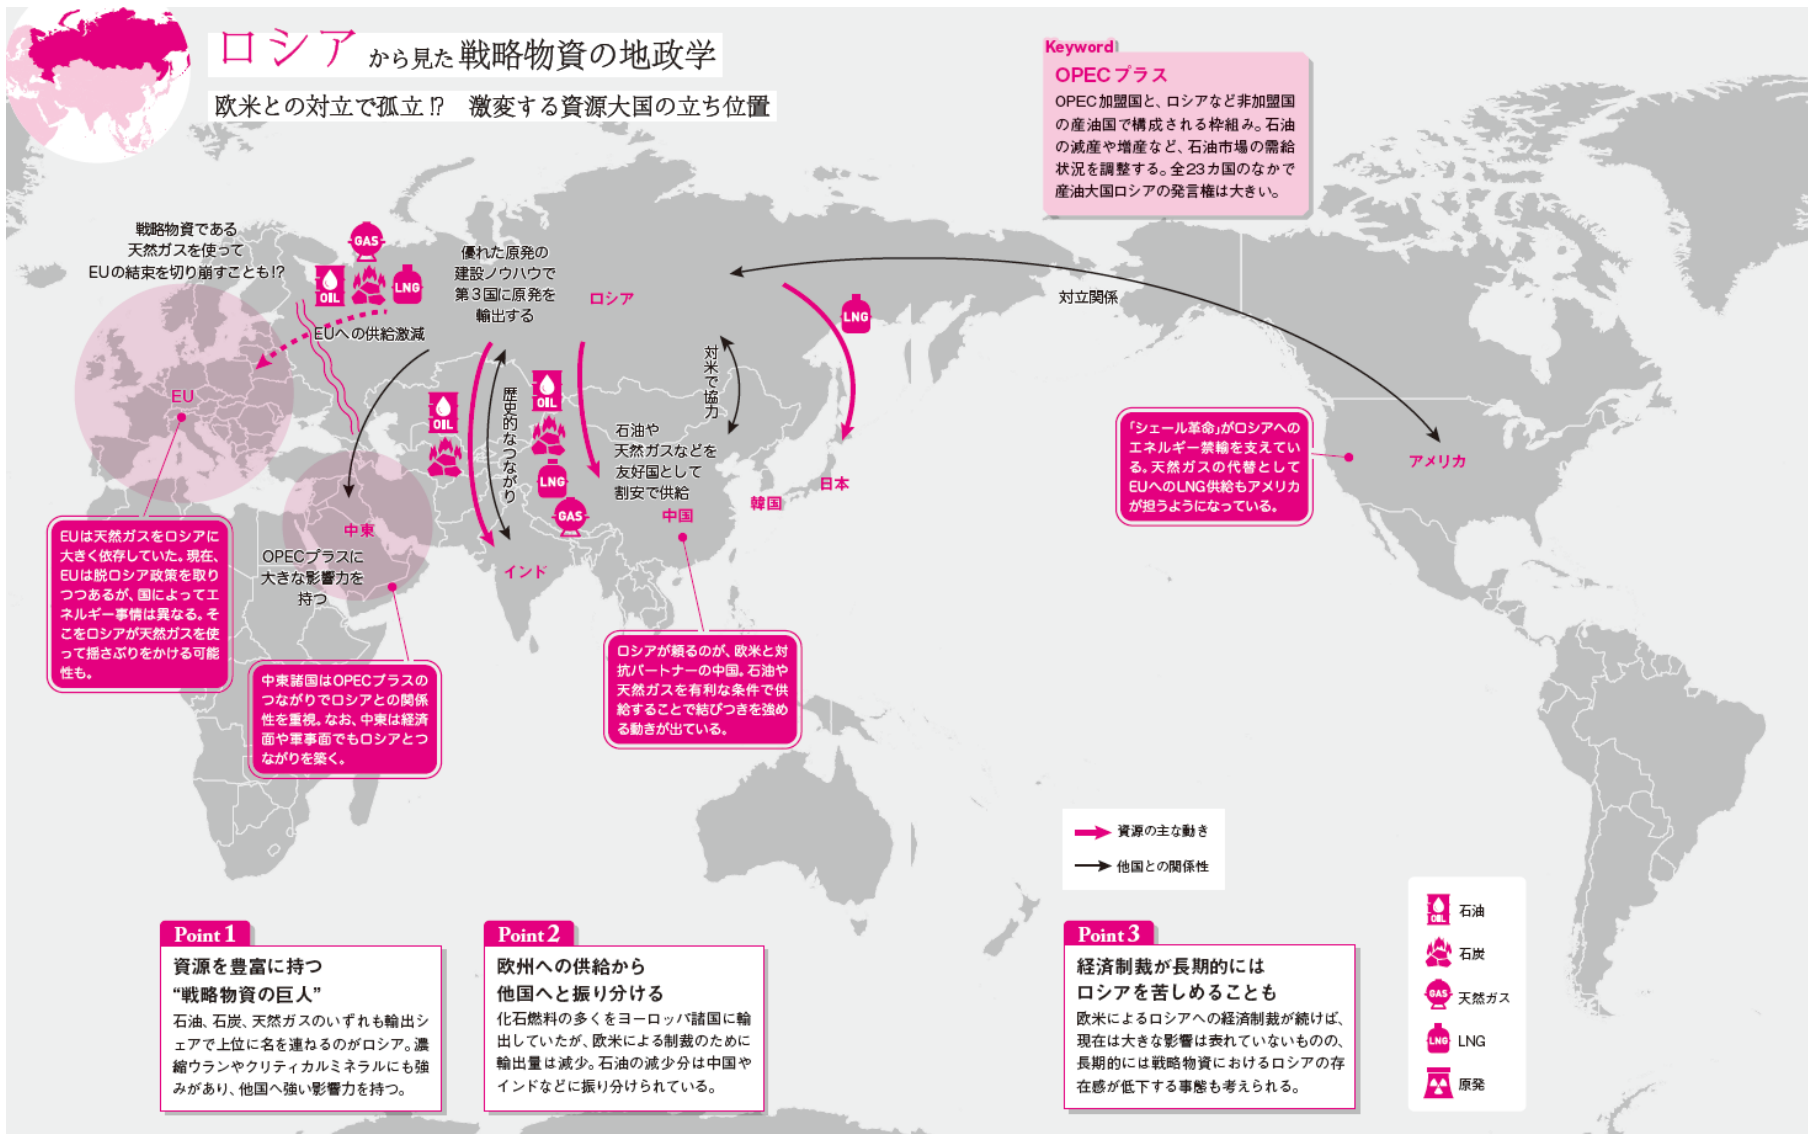 ロシアから見た戦略物資の地政学
欧米との対立で孤立!?　激変する資源大国の立ち位置
Keyword
OPECプラス
OPEC加盟国と、ロシアなど非加盟国
の産油国で構成される枠組み。石油
の減産や増産など、石油市場の需給
状況を調整する。全23カ国のなかで
産油大国ロシアの発言権は大きい。
戦略物資である
天然ガスを使って
EUの結束を切り崩すことも!?
GAS
OIL
LNG
EUへの供給激減
優れた原発の
建設ノウハウで
第3国に原発を
輸出する
ロシア
LNG
対立関係
対米で協力
歴史的なつながり
OIL
OIL
LNG
GAS
石油や
天然ガスなどを
友好国として
割安で供給
EU
中東
OPECプラスに
大きな影響力を
持つ
インド
中国
韓国
日本
アメリカ
「シェール革命」がロシアへの
エネルギー禁輸を支えてい
る。天然ガスの代替として
EUへのLNG供給もアメリカ
が担うようになっている。
EUは天然ガスをロシアに
大きく依存していた。現在、
EUは脱ロシア政策を取り
つつあるが、国によってエ
ネルギー事情は異なる。そ
こをロシアが天然ガスを使
って揺さぶりをかける可能
性も。
中東諸国はOPECプラスの
つながりでロシアとの関係
性を重視。なお、中東は経済
面や軍事面でもロシアとつ
ながりを築く。
ロシアが頼るのが、欧米と対
抗パートナーの中国。石油や
天然ガスを有利な条件で供
給することで結びつきを強め
る動きが出ている。
資源の主な動き
他国との関係性
OIL 石油
石炭
GAS 天然ガス
LNG LNG
原発
Point 1
資源を豊富に持つ
“戦略物資の巨人”
石油、石炭、天然ガスのいずれも輸出シ
ェアで上位に名を連ねるのがロシア。濃
縮ウランやクリティカルミネラルにも強
みがあり、他国へ強い影響力を持つ。
Point 2
欧州への供給から
他国へと振り分ける
化石燃料の多くをヨーロッパ諸国に輸
出していたが、欧米による制裁のために
輸出量は減少。石油の減少分は中国や
インドなどに振り分けられている。
Point 3
経済制裁が長期的には
ロシアを苦しめることも
欧米によるロシアへの経済制裁が続けば、
現在は大きな影響は表れていないものの、
長期的には戦略物資におけるロシアの存
在感が低下する事態も考えられる。